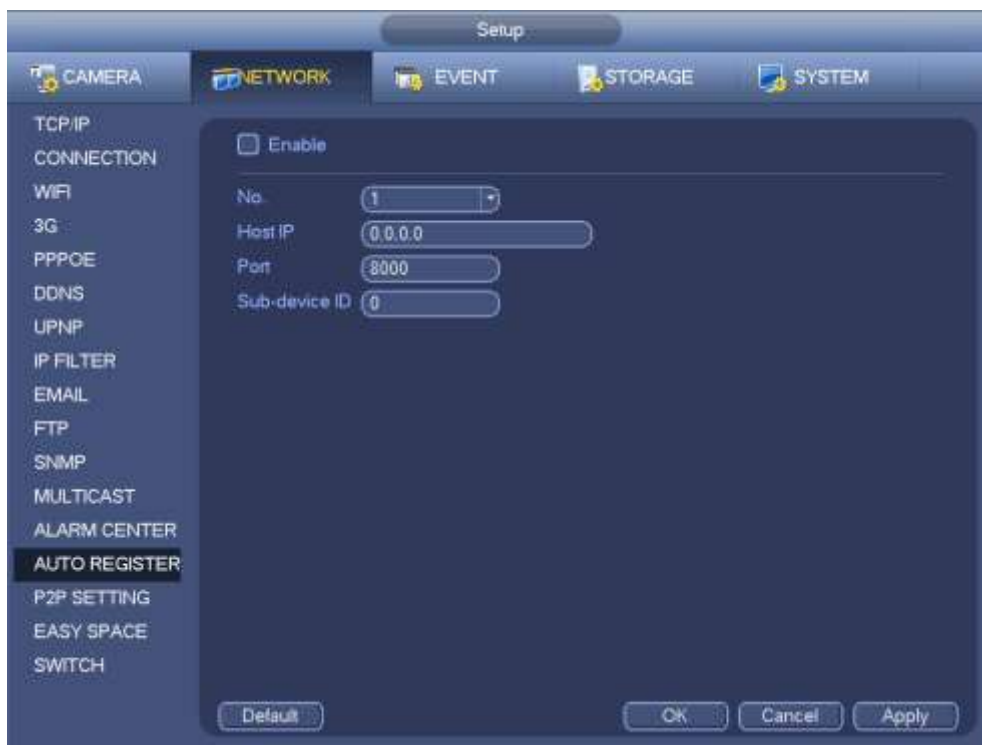 Setup
CAMERA
NETWORK
EVENT
STORAGE
SYSTEM
TCP/IP
CONNECTION
WIFI
3G
PPPOE
DDNS
UPNP
IP FILTER
EMAIL
FTP
SNMP
MULTICAST
ALARM CENTER
AUTO REGISTER
P2P SETTING
EASY SPACE
SWITCH
Enable
No. 1
Host IP 0.0.0.0
Port 8000
Sub-device ID 0
Default
OK
Cancel
Apply